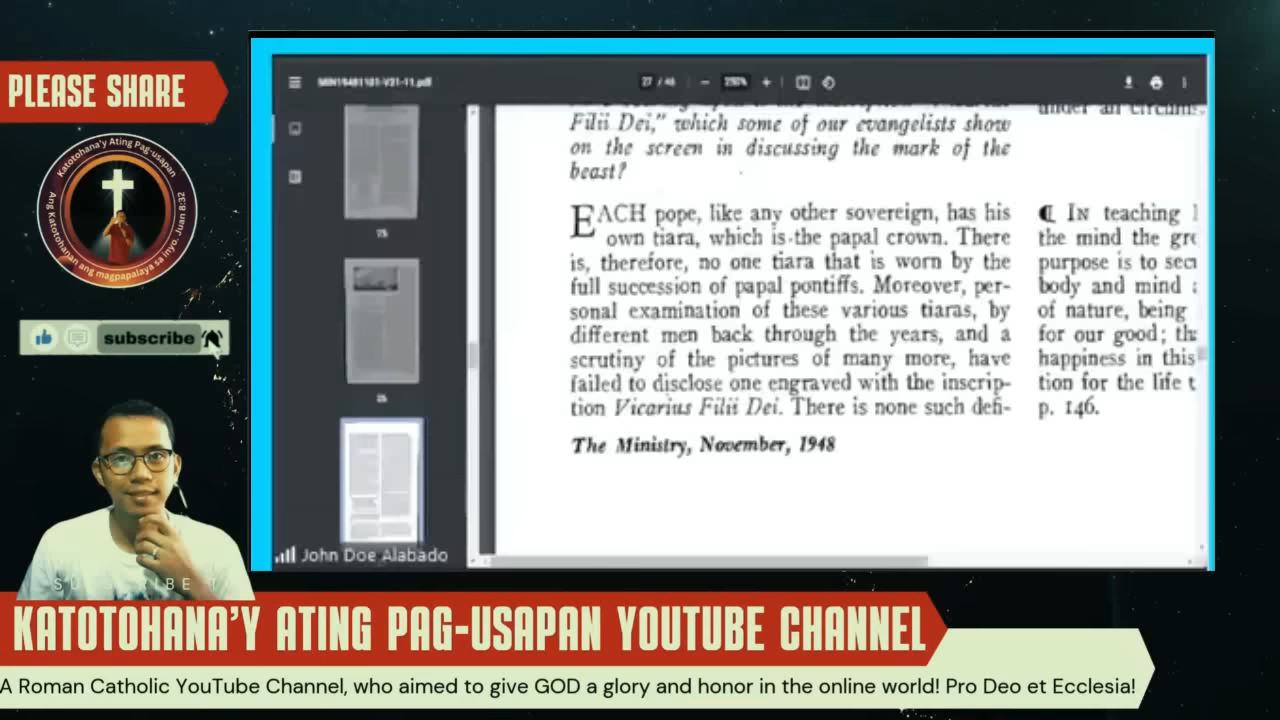 PLEASE SHARE
Katotohana'y Ating Pag-usapan
Ang Katotohanan ang magpapalaya sa inyo. Juan 8:32
subscribe
27 / 46
250%
Filii Dei," which some of our evangelists show
on the screen in discussing the mark of the
beast?
EACH pope, like any other sovereign, has his
own tiara, which is the papal crown. There
is, therefore, no one tiara that is worn by the
full succession of papal pontiffs. Moreover, per-
sonal examination of these various tiaras, by
different men back through the years, and a
scrutiny of the pictures of many more, have
failed to disclose one engraved with the inscrip-
tion Vicarius Filii Dei. There is none such defi-
The Ministry, November, 1948
under all
¶ IN teaching
the mind the
purpose is to
body and mind
of nature, being
for our good;
happiness in this
tion for the life
p. 146.
John Doe Alabado
SUBSCRIBE
KATOTOHANA'Y ATING PAG-USAPAN YOUTUBE CHANNEL
A Roman Catholic YouTube Channel, who aimed to give GOD a glory and honor in the online world! Pro Deo et Ecclesia!